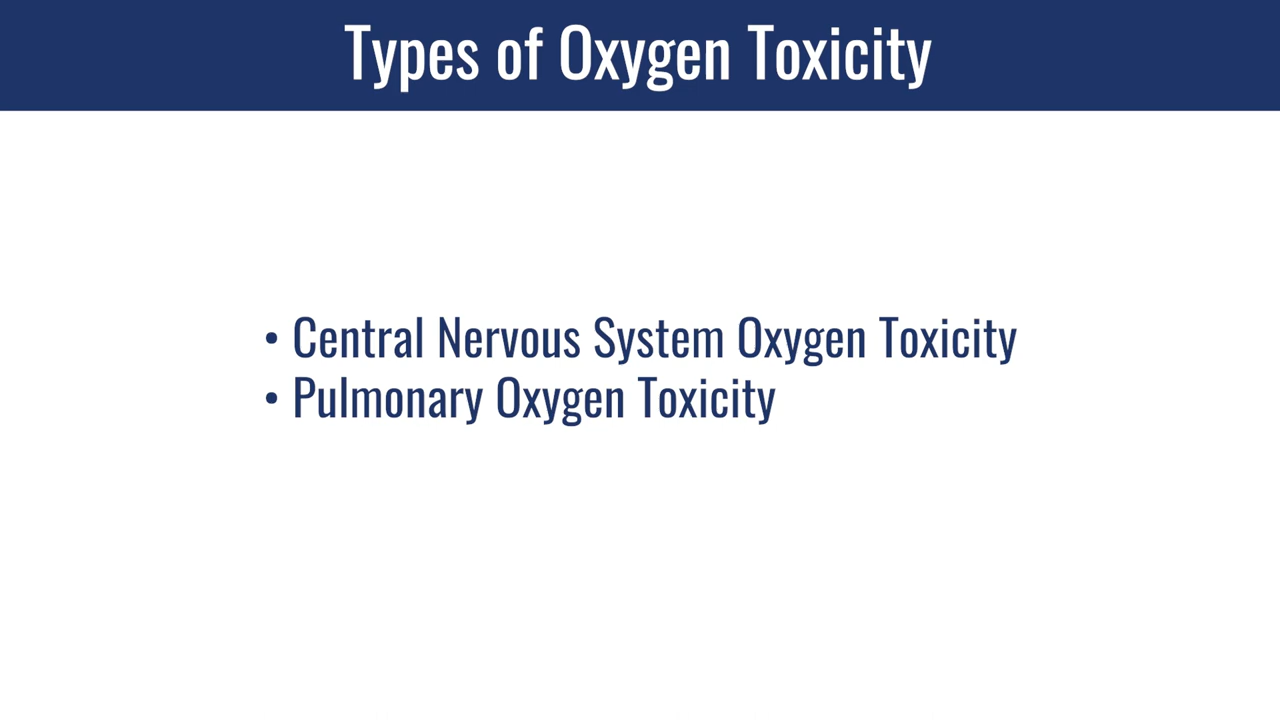 Types of Oxygen Toxicity
• Central Nervous System Oxygen Toxicity
• Pulmonary Oxygen Toxicity